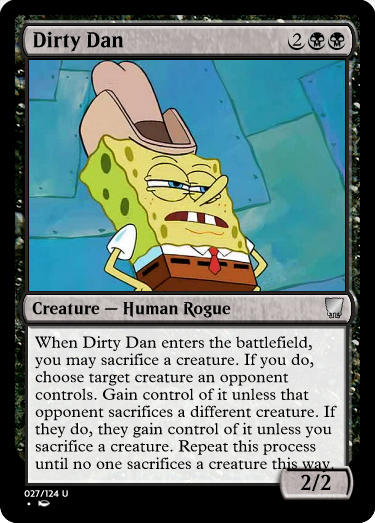 Dirty Dan 2
Creature — Human Rogue
When Dirty Dan enters the battlefield,
you may sacrifice a creature. If you do,
choose target creature an opponent
controls. Gain control of it unless that
opponent sacrifices a different creature. If
they do, they gain control of it unless you
sacrifice a creature. Repeat this process
until no one sacrifices a creature this way.
2/2
027/124 U